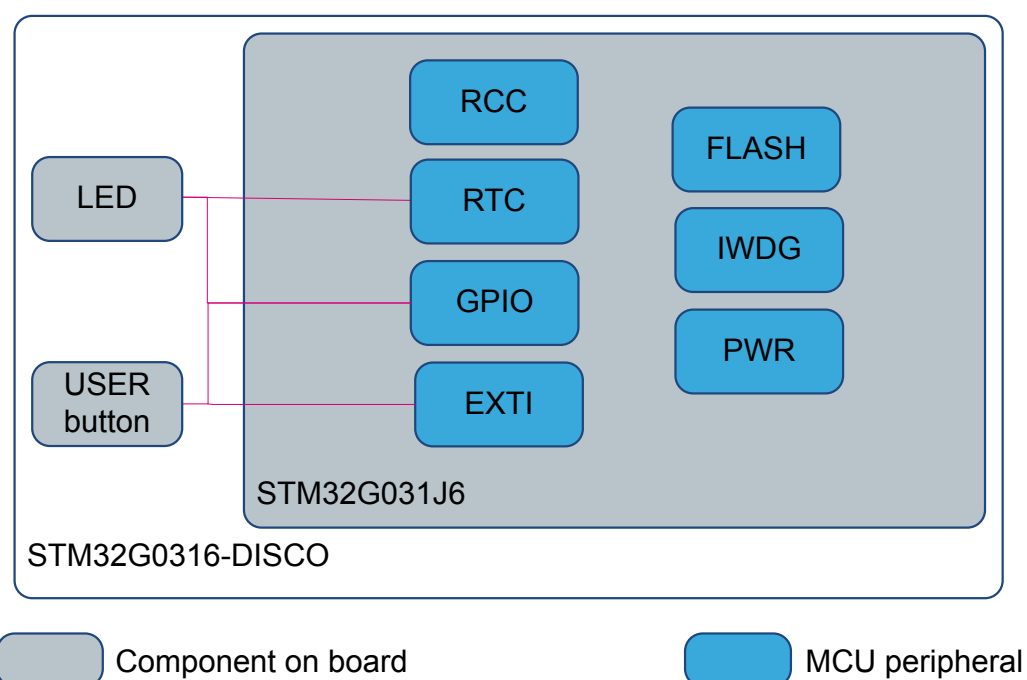 RCC
FLASH
LED
RTC
IWDG
GPIO
PWR
USER
button
EXTI
STM32G031J6
STM32G0316-DISCO
Component on board
MCU peripheral